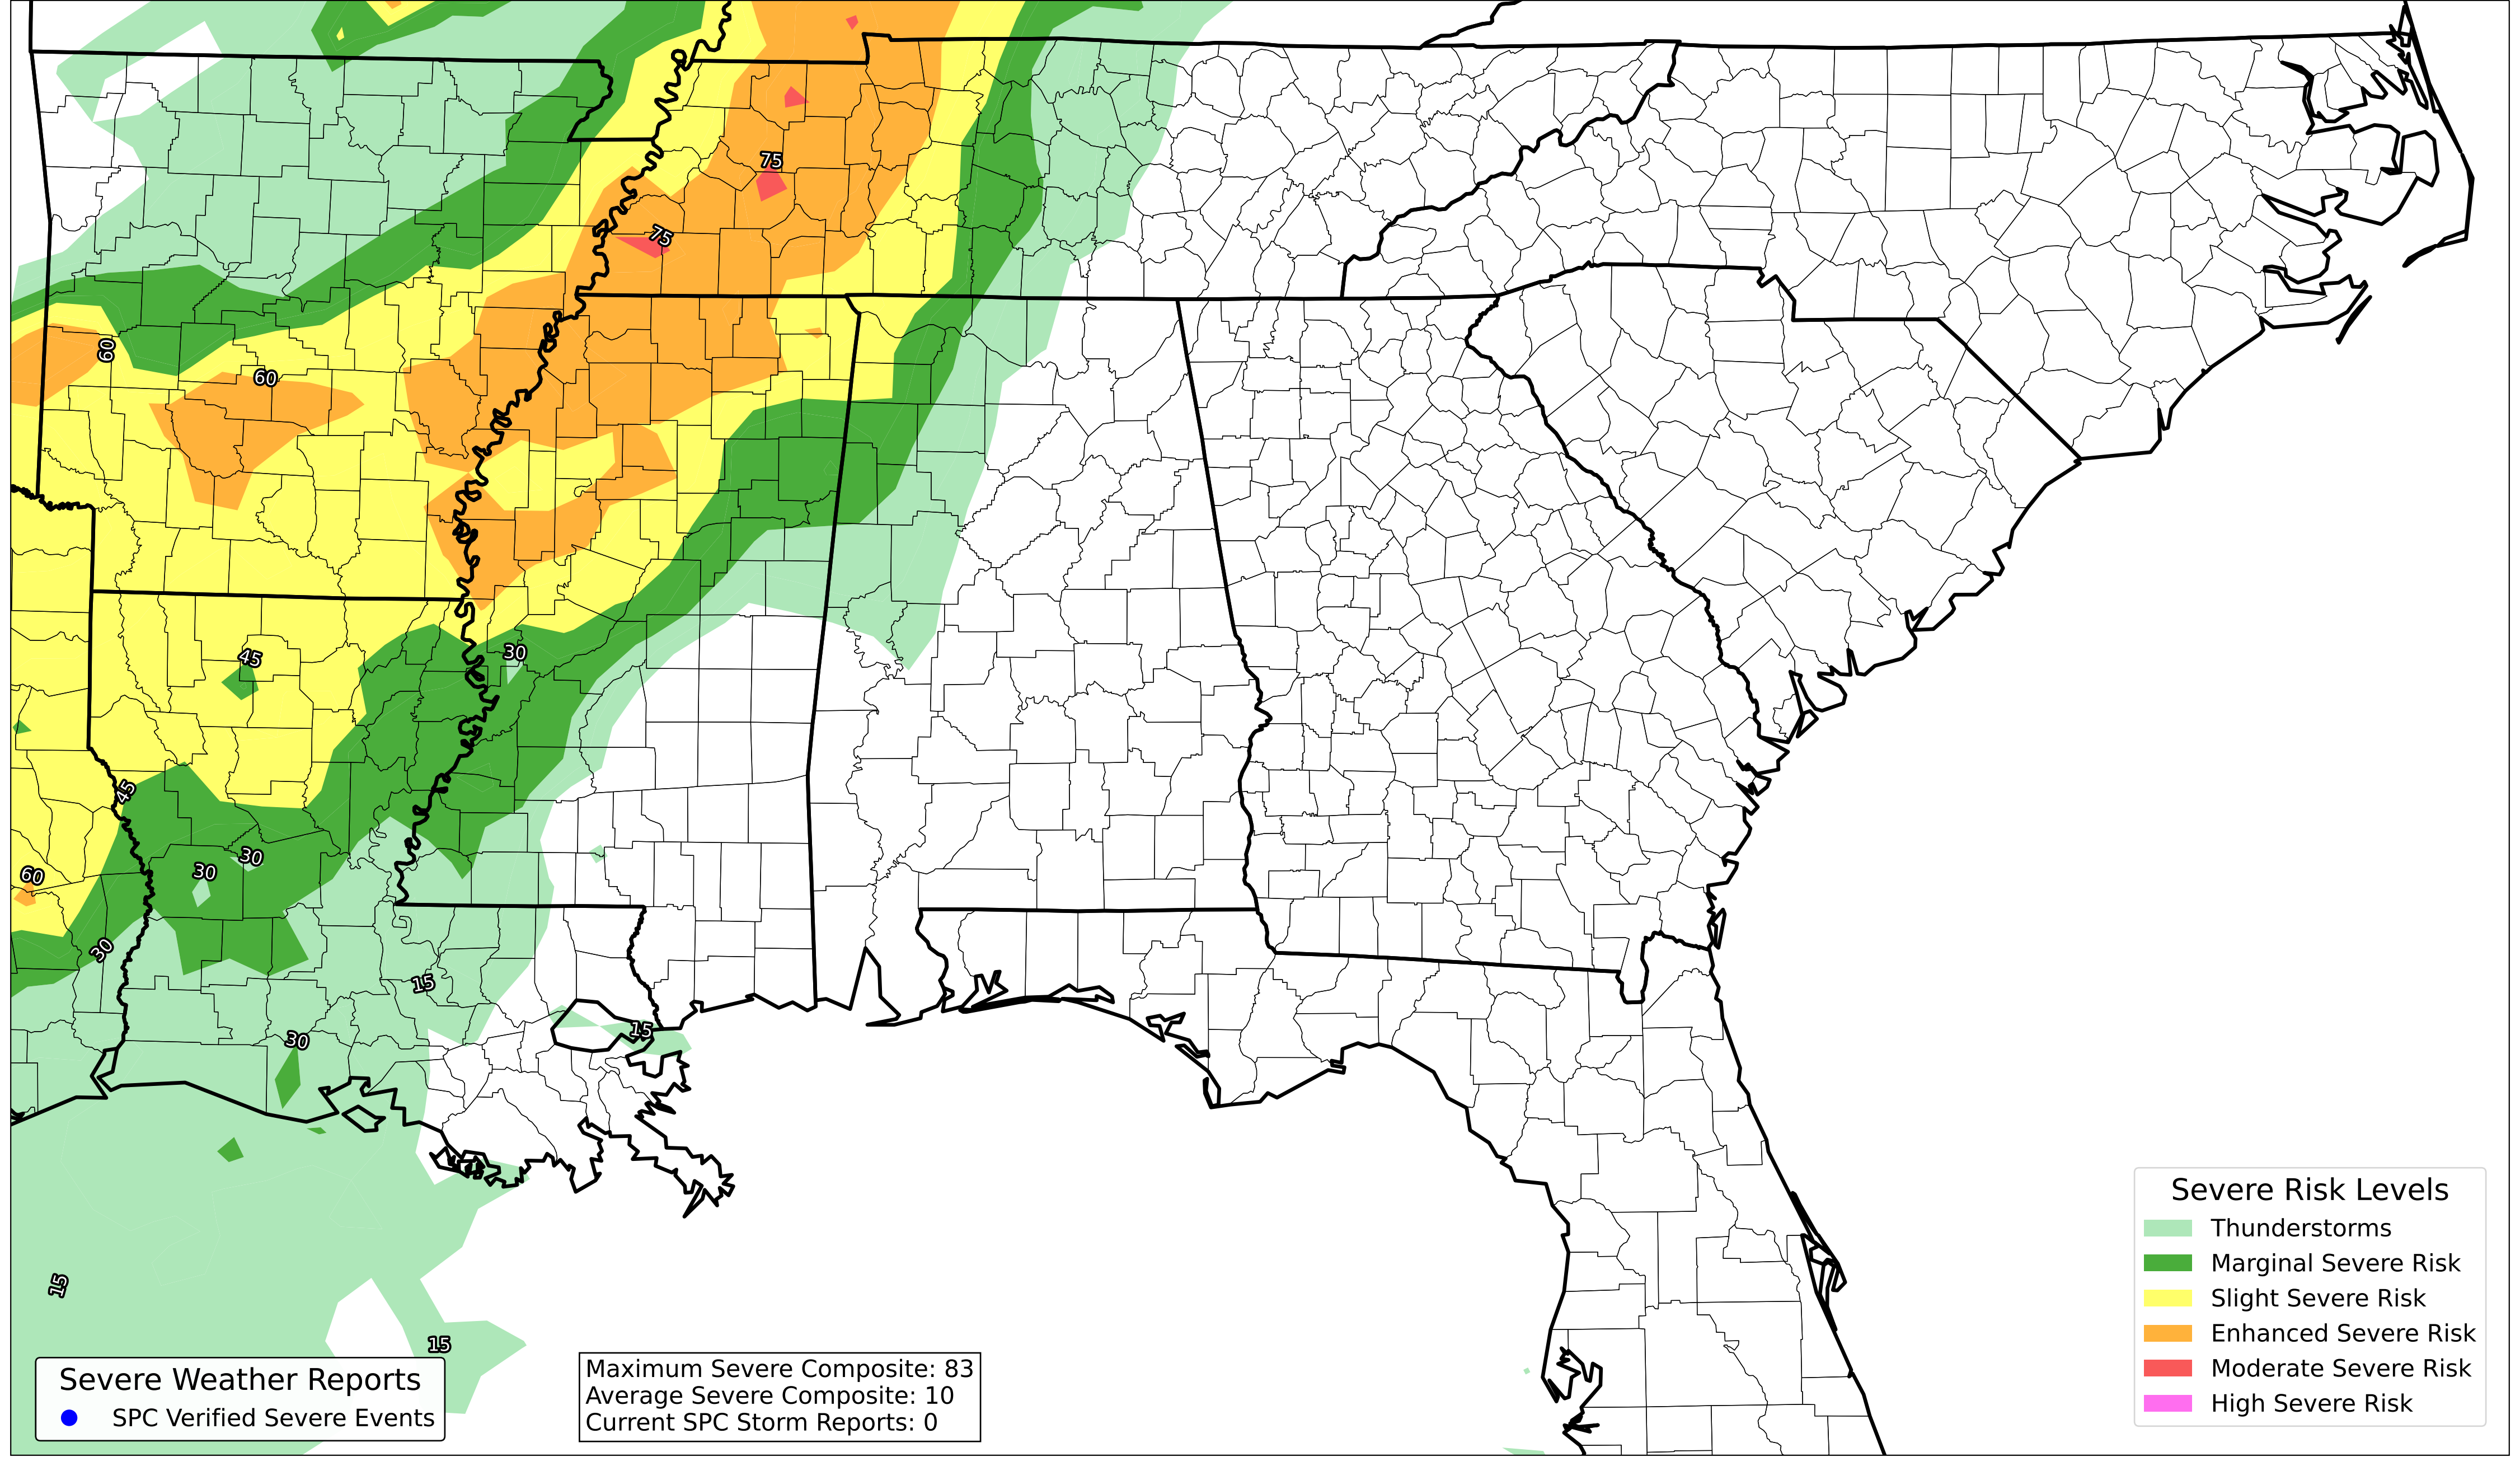 75
75
60
60
45
30
45
30
30
60
30
15
15
30
15
15
Severe Weather Reports
SPC Verified Severe Events
Maximum Severe Composite: 83
Average Severe Composite: 10
Current SPC Storm Reports: 0
Severe Risk Levels
Thunderstorms
Marginal Severe Risk
Slight Severe Risk
Enhanced Severe Risk
Moderate Severe Risk
High Severe Risk